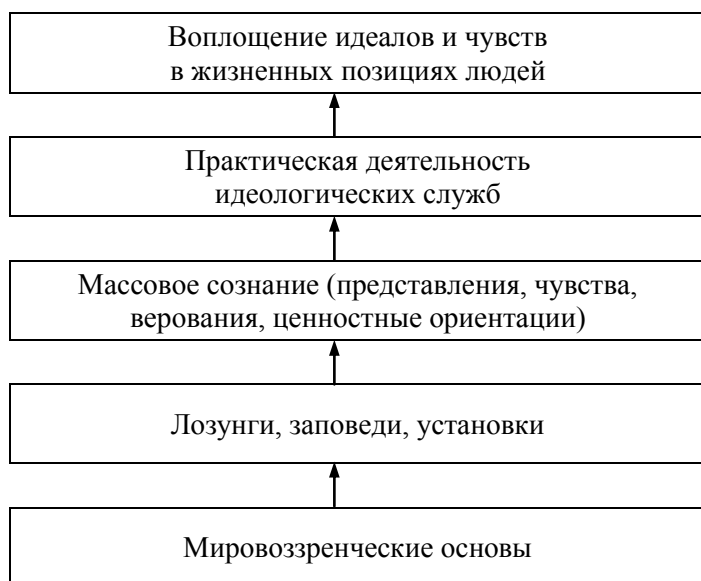 Воплощение идеалов и чувств
в жизненных позициях людей
Практическая деятельность
идеологических служб
Массовое сознание (представления, чувства,
верования, ценностные ориентации)
Лозунги, заповеди, установки
Мировоззренческие основы